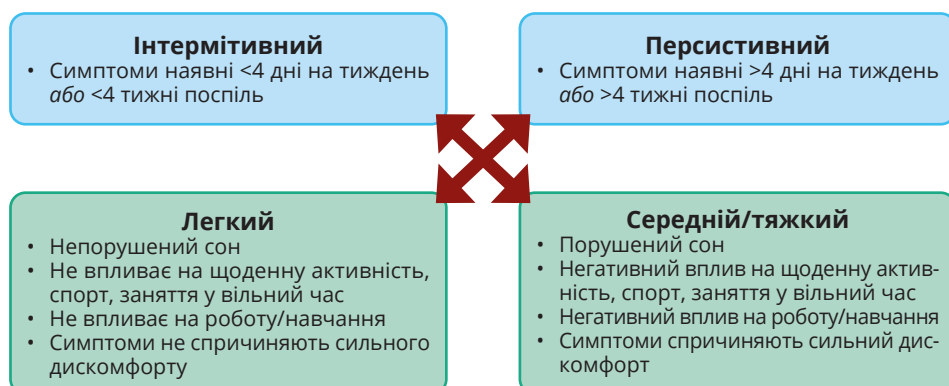 Інтермітивний
• Симптоми наявні <4 дні на тиждень
або <4 тижні поспіль
Персистивний
• Симптоми наявні >4 дні на тиждень
або >4 тижні поспіль
Легкий
• Непорушений сон
• Не впливає на щоденну активність,
спорт, заняття у вільний час
• Не впливає на роботу/навчання
• Симптоми не спричиняють сильного
дискомфорту
Середній/тяжкий
• Порушений сон
• Негативний вплив на щоденну актив-
ність, спорт, заняття у вільний час
• Негативний вплив на роботу/навчання
• Симптоми спричиняють сильний дис-
комфорт